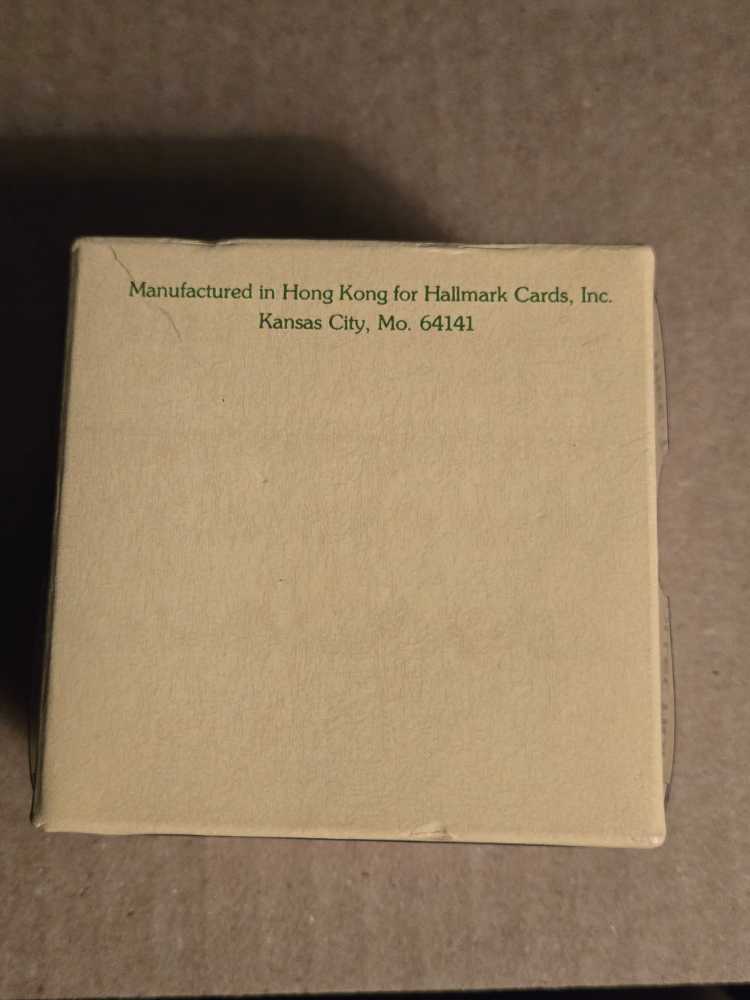 Manufactured in Hong Kong for Hallmark Cards, Inc.
Kansas City, Mo. 64141